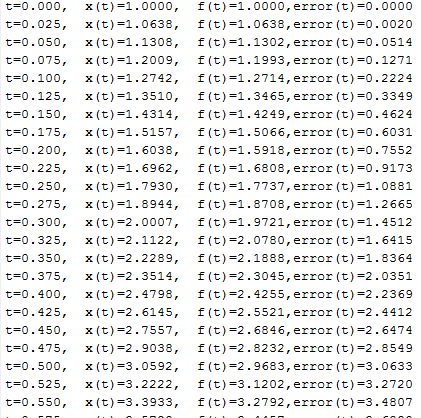 t=0.000, x(t)=1.0000, f(t)=1.0000,error(t)=0.0000
t=0.025, x(t)=1.0638, f(t)=1.0638,error(t)=0.0020
t=0.050, x(t)=1.1308, f(t)=1.1302,error(t)=0.0514
t=0.075, x(t)=1.2009, f(t)=1.1993,error(t)=0.1271
t=0.100, x(t)=1.2742, f(t)=1.2714,error(t)=0.2224
t=0.125, x(t)=1.3510, f(t)=1.3465,error(t)=0.3349
t=0.150, x(t)=1.4314, f(t)=1.4249,error(t)=0.4624
t=0.175, x(t)=1.5157, f(t)=1.5066,error(t)=0.6031
t=0.200, x(t)=1.6038, f(t)=1.5918,error(t)=0.7552
t=0.225, x(t)=1.6962, f(t)=1.6808,error(t)=0.9173
t=0.250, x(t)=1.7930, f(t)=1.7737,error(t)=1.0881
t=0.275, x(t)=1.8944, f(t)=1.8708,error(t)=1.2665
t=0.300, x(t)=2.0007, f(t)=1.9721,error(t)=1.4512
t=0.325, x(t)=2.1122, f(t)=2.0780,error(t)=1.6415
t=0.350, x(t)=2.2289, f(t)=2.1888,error(t)=1.8364
t=0.375, x(t)=2.3514, f(t)=2.3045,error(t)=2.0351
t=0.400, x(t)=2.4798, f(t)=2.4255,error(t)=2.2369
t=0.425, x(t)=2.6145, f(t)=2.5521,error(t)=2.4412
t=0.450, x(t)=2.7557, f(t)=2.6846,error(t)=2.6474
t=0.475, x(t)=2.9038, f(t)=2.8232,error(t)=2.8549
t=0.500, x(t)=3.0592, f(t)=2.9683,error(t)=3.0633
t=0.525, x(t)=3.2222, f(t)=3.1202,error(t)=3.2720
t=0.550, x(t)=3.3933, f(t)=3.2792,error(t)=3.4807